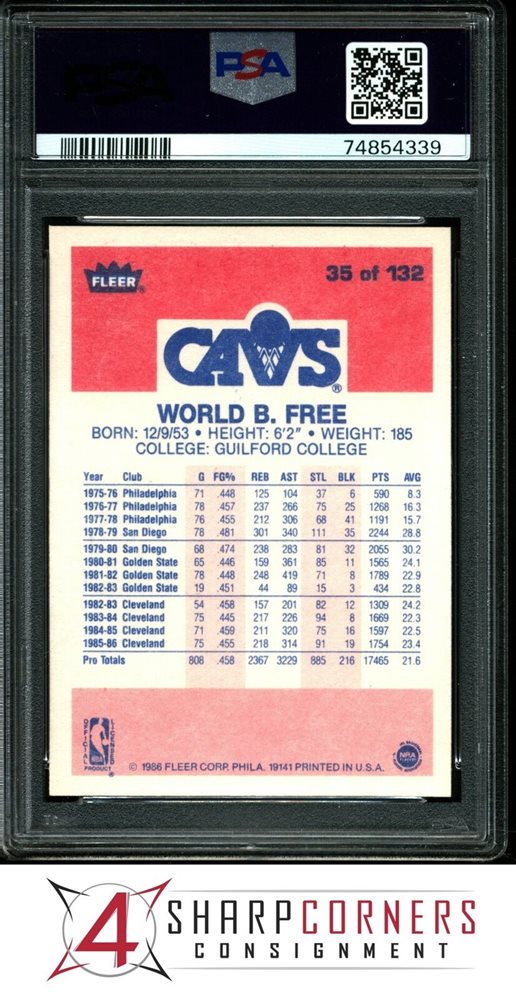 PSA PSA
74854339
FLEER
35 of 132
CAVS
WORLD B. FREE
BORN: 12/9/53 • HEIGHT: 6'2" • WEIGHT: 185
COLLEGE: GUILFORD COLLEGE
Year Club G FG% REB AST STL BLK PTS AVG
1975-76 Philadelphia 71 .448 125 104 37 6 590 8.3
1976-77 Philadelphia 78 .457 237 266 75 25 1268 16.3
1977-78 Philadelphia 76 .455 212 306 68 41 1191 15.7
1978-79 San Diego 78 .481 301 340 111 35 2244 28.8
1979-80 San Diego 68 .474 238 283 81 32 2055 30.2
1980-81 Golden State 65 .446 159 361 85 11 1565 24.1
1981-82 Golden State 78 .448 248 419 71 8 1789 22.9
1982-83 Golden State 19 .451 44 89 15 3 434 22.8
1982-83 Cleveland 54 .458 157 201 82 12 1309 24.2
1983-84 Cleveland 75 .445 217 226 94 8 1669 22.3
1984-85 Cleveland 71 .459 211 320 75 16 1597 22.5
1985-86 Cleveland 75 .455 218 314 91 19 1754 23.4
Pro Totals 808 .458 2367 3229 885 216 17465 21.6
OFFICIAL LICENSED
PRODUCT
© 1986 FLEER CORP. PHILA. 19141 PRINTED IN U.S.A.
4 SHARPCORNERS
CONSIGNMENT